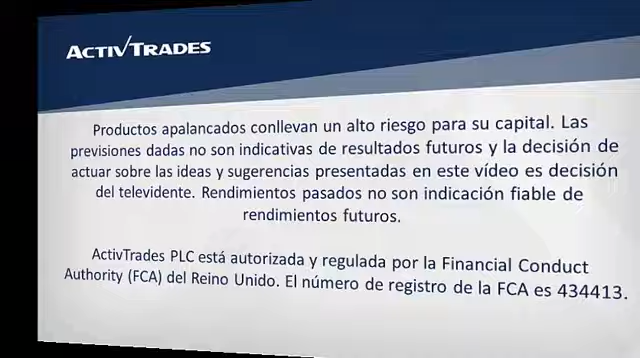 ACTIVTRADES
Productos apalancados conllevan un alto riesgo para su capital. Las
previsiones dadas no son indicativas de resultados futuros y la decisión de
actuar sobre las ideas y sugerencias presentadas en este vídeo es decisión
del televidente. Rendimientos pasados no son indicación fiable de
rendimientos futuros.
ActivTrades PLC está autorizada y regulada por la Financial Conduct
Authority (FCA) del Reino Unido. El número de registro de la FCA es 434413.